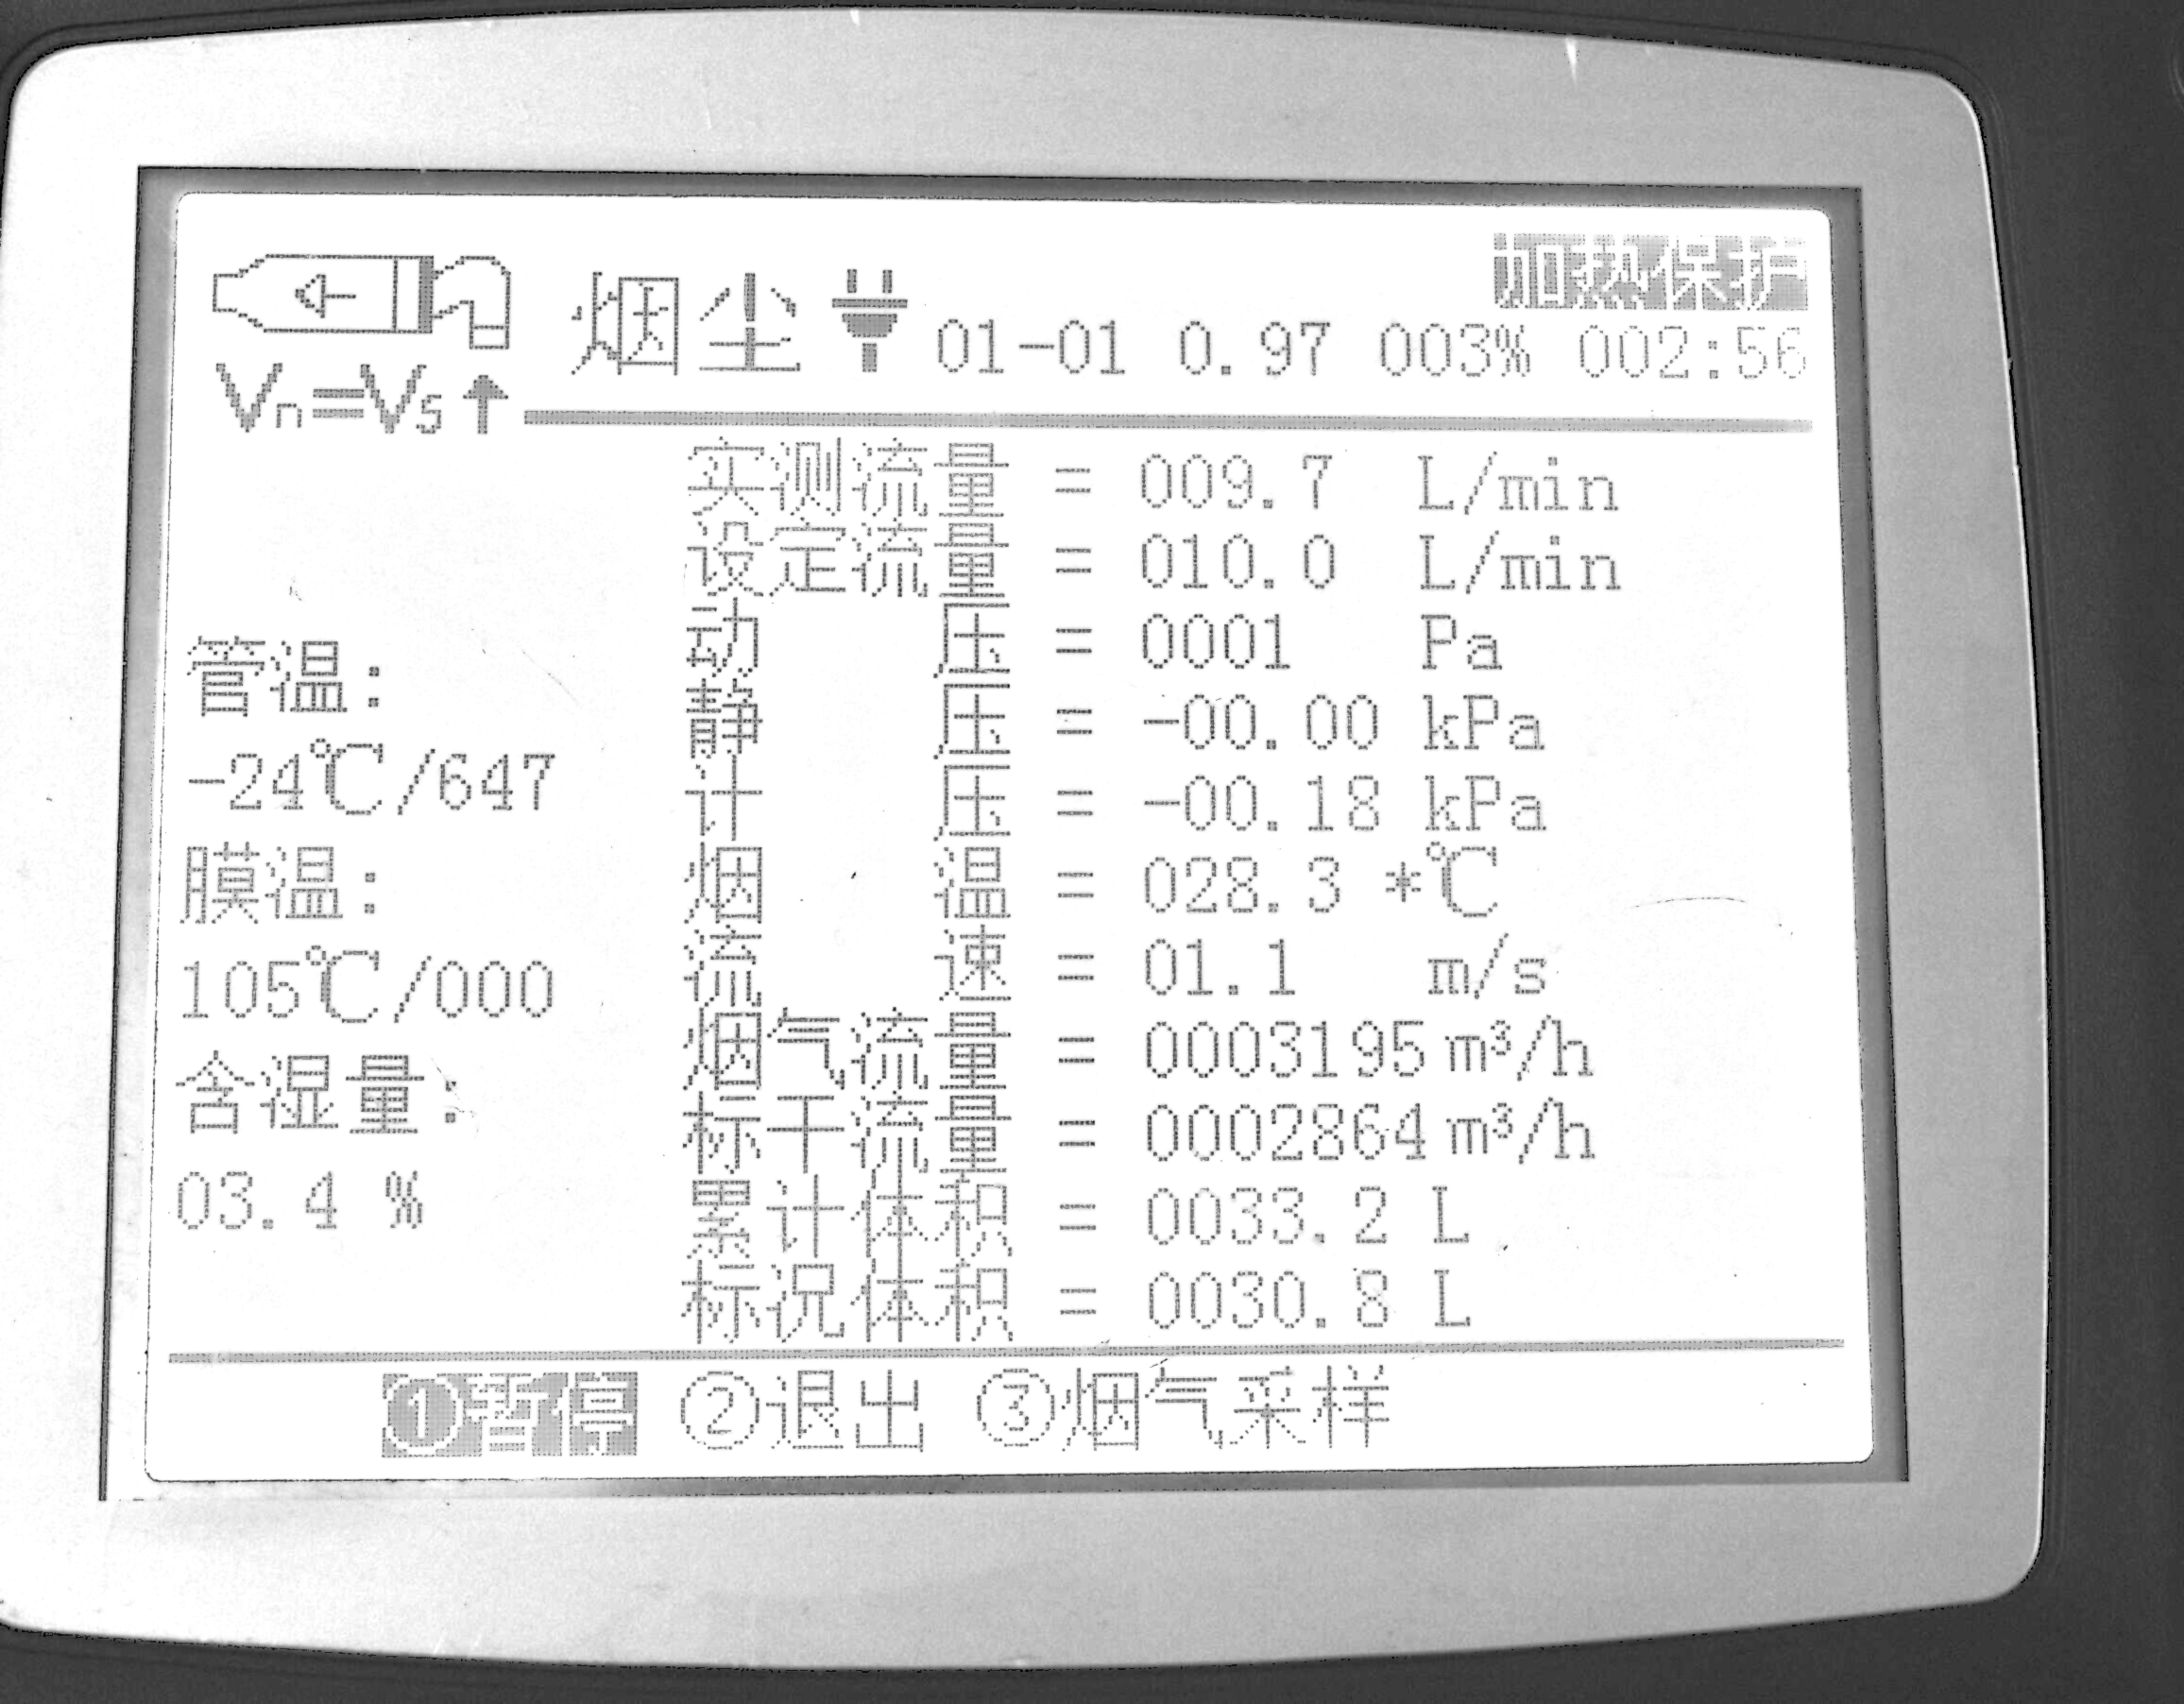 加热保护
烟尘 01-01 0.97 003% 002:56
Vn=Vs↑
实测流量 = 009.7 L/min
设定流量 = 010.0 L/min
动压 = 0001 Pa
静压 = -00.00 kPa
计压 = -00.18 kPa
烟温 = 028.3 *℃
流速 = 01.1 m/s
烟气流量 = 0003195 m³/h
标干流量 = 0002864 m³/h
累计体积 = 0033.2 L
标况体积 = 0030.8 L
管温:
-24℃/647
膜温:
105℃/000
含湿量:
03.4 %
①暂停 ②退出 ③烟气采样